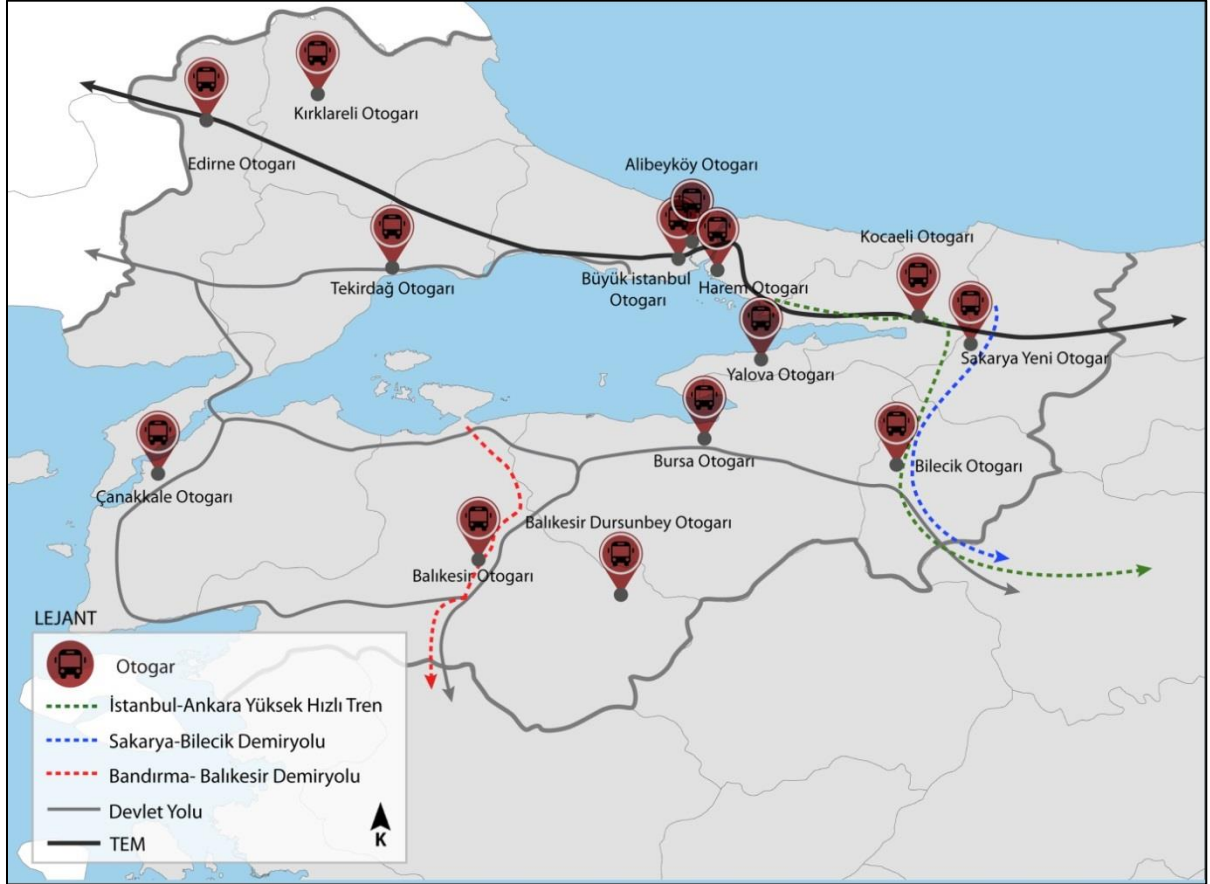 Kırklareli Otogarı
Edirne Otogarı
Alibeyköy Otogarı
Kocaeli Otogarı
Tekirdağ Otogarı
Büyük istanbul
Otogarı
Harem Otogarı
Sakarya Yeni Otogar
Yalova Otogarı
Bursa Otogarı
Bilecik Otogarı
Çanakkale Otogarı
Balıkesir Dursunbey Otogarı
Balıkesir Otogarı
LEJANT
Otogar
İstanbul-Ankara Yüksek Hızlı Tren
Sakarya-Bilecik Demiryolu
Bandırma- Balıkesir Demiryolu
Devlet Yolu
TEM
K